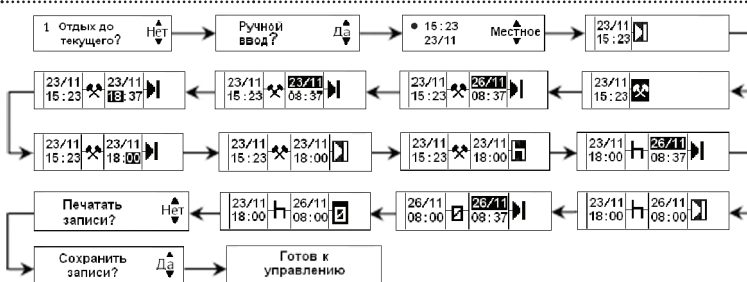 1 Отдых до
текущего?
Нет
Ручной
ввод?
Да
15:23
23/11
Местное
23/11
15:23
23/11 23/11
15:23 18:37
23/11 23/11
15:23 08:37
23/11 26/11
15:23 08:37
23/11
15:23
23/11 23/11
15:23 18:00
23/11 23/11
15:23 18:00
23/11 23/11
15:23 18:00
23/11 26/11
18:00 08:37
Печатать
записи?
Нет
23/11 26/11
18:00 08:00
26/11 26/11
08:00 08:37
23/11 26/11
18:00 08:00
Сохранить
записи?
Да
Готов к
управлению